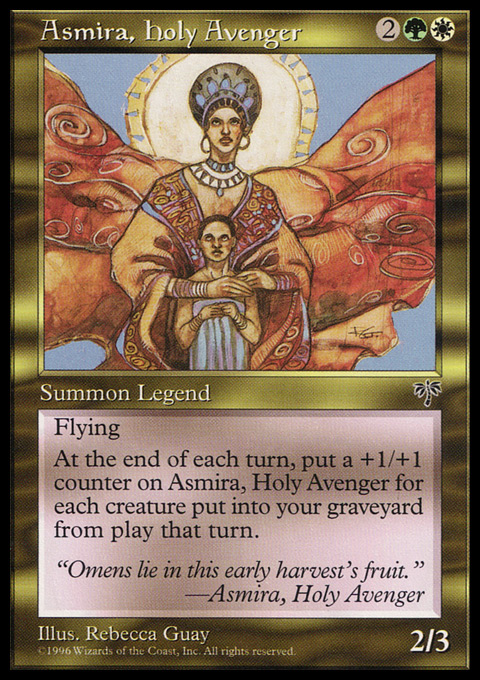 Asmira, Holy Avenger 2
Summon Legend
Flying
At the end of each turn, put a +1/+1
counter on Asmira, Holy Avenger for
each creature put into your graveyard
from play that turn.
“Omens lie in this early harvest’s fruit.”
—Asmira, Holy Avenger
Illus. Rebecca Guay
2/3
©1996 Wizards of the Coast, Inc. All rights reserved.